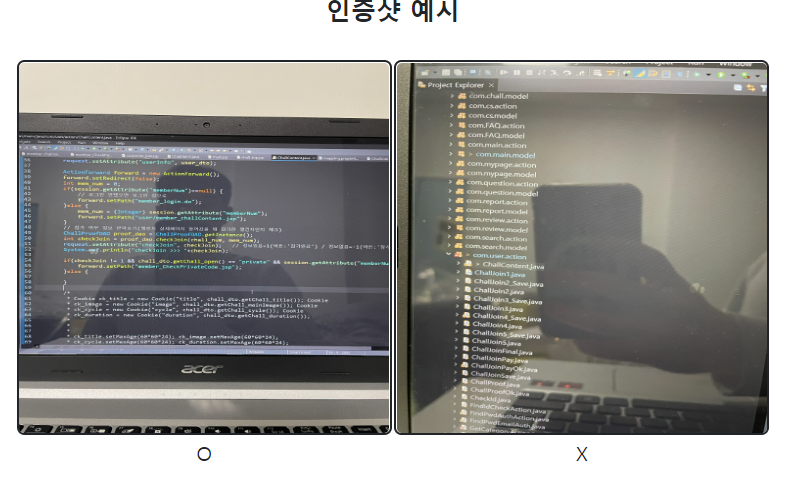 인증샷 예시
Project Explorer
com.chall.model
com.cs.action
com.cs.model
com.FAQ.action
com.FAQ.model
com.main.action
> com.main.model
com.mypage.action
com.mypage.model
com.question.action
com.question.model
com.report.action
com.report.model
com.review.action
com.review.model
com.search.action
com.search.model
> com.user.action
> ChallContent.java
ChallJoin1.java
ChallJoin2_Save.java
ChallJoin2.java
ChallJoin3_Save.java
ChallJoin3.java
ChallJoin4_Save.java
ChallJoin4.java
ChallJoin5_Save.java
ChallJoin5.java
ChallJoinFinal.java
ChallJoinPay.java
ChallJoinPayOk.java
ChallJoinSave.java
ChallProof.java
ChallProofOk.java
CheckId.java
FindIdCheckAction.java
FindPwdAuthAction.java
FindPwdEmailAuth.java
request.setAttribute("userInfo", user_dto);
ActionForward forward = new ActionForward();
forward.setRedirect(false);
int mem_num = 0;
if(session.getAttribute("memberNum")==null) {
forward.setPath("member_login.do");
}else {
mem_num = (Integer) session.getAttribute("memberNum");
forward.setPath("user/member_challContent.jsp");
}
ChallProofDAO proof_dao = ChallProofDAO.getInstance();
int checkJoin = proof_dao.checkJoin(chall_num, mem_num);
request.setAttribute("checkJoin", checkJoin);
System.out.println("checkJoin >>> "+checkJoin);
if(checkJoin != 1 && chall_dto.getChall_open() == "private" && session.getAttribute("memberNu
forward.setPath("member_CheckPrivateCode.jsp");
}else {
}
/*
* Cookie ck_title = new Cookie("title", chall_dto.getChall_title()); Cookie
* ck_image = new Cookie("image", chall_dto.getChall_mainImage()); Cookie
* ck_cycle = new Cookie("cycle", chall_dto.getChall_cycle()); Cookie
* ck_duration = new Cookie("duration", chall_dto.getChall_duration());
*
* ck_title.setMaxAge(60*60*24); ck_image.setMaxAge(60*60*24);
* ck_cycle.setMaxAge(60*60*24); ck_duration.setMaxAge(60*60*24);
acer
O
X